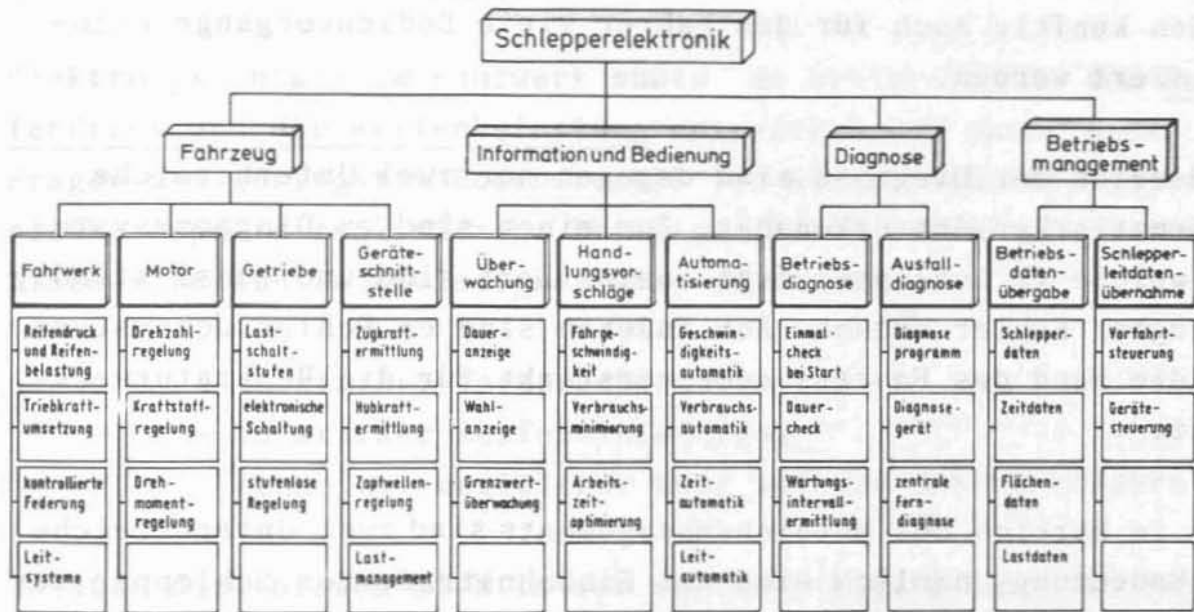 Schlepperelektronik
Fahrzeug
Information und Bedienung
Diagnose
Betriebs-
management
Fahrwerk
Motor
Getriebe
Geräte-
schnitt-
stelle
Über-
wachung
Hand-
lungsvor-
schläge
Automa-
tisierung
Betriebs-
diagnose
Ausfall-
diagnose
Betriebs-
daten-
übergabe
Schlepper-
leitdaten-
übernahme
Reifendruck
und Reifen-
belastung
Triebkraft-
umsetzung
kontrollierte
Federung
Leit-
systeme
Drehzahl-
regelung
Kraftstoff-
regelung
Dreh-
moment-
regelung
Last-
schalt-
stufen
elektronische
Schaltung
stufenlose
Regelung
Zugkraft-
ermittlung
Hubkraft-
ermittlung
Zapfwellen-
regelung
Last-
management
Dauer-
anzeige
Wahl-
anzeige
Grenzwert-
überwachung
Fahrge-
schwindig-
keit
Verbrauchs-
minimierung
Arbeits-
zeit-
optimierung
Geschwin-
digkeits-
automatik
Verbrauchs-
automatik
Zeit-
automatik
Leit-
automatik
Einmal
check
bei Start
Dauer-
check
Wartungs-
intervall-
ermittlung
Diagnose
programm
Diagnose-
gerät
zentrale
Fern-
diagnose
Schlepper-
daten
Zeitdaten
Flächen-
daten
Lastdaten
Vorfahrt-
steuerung
Geräte-
steuerung